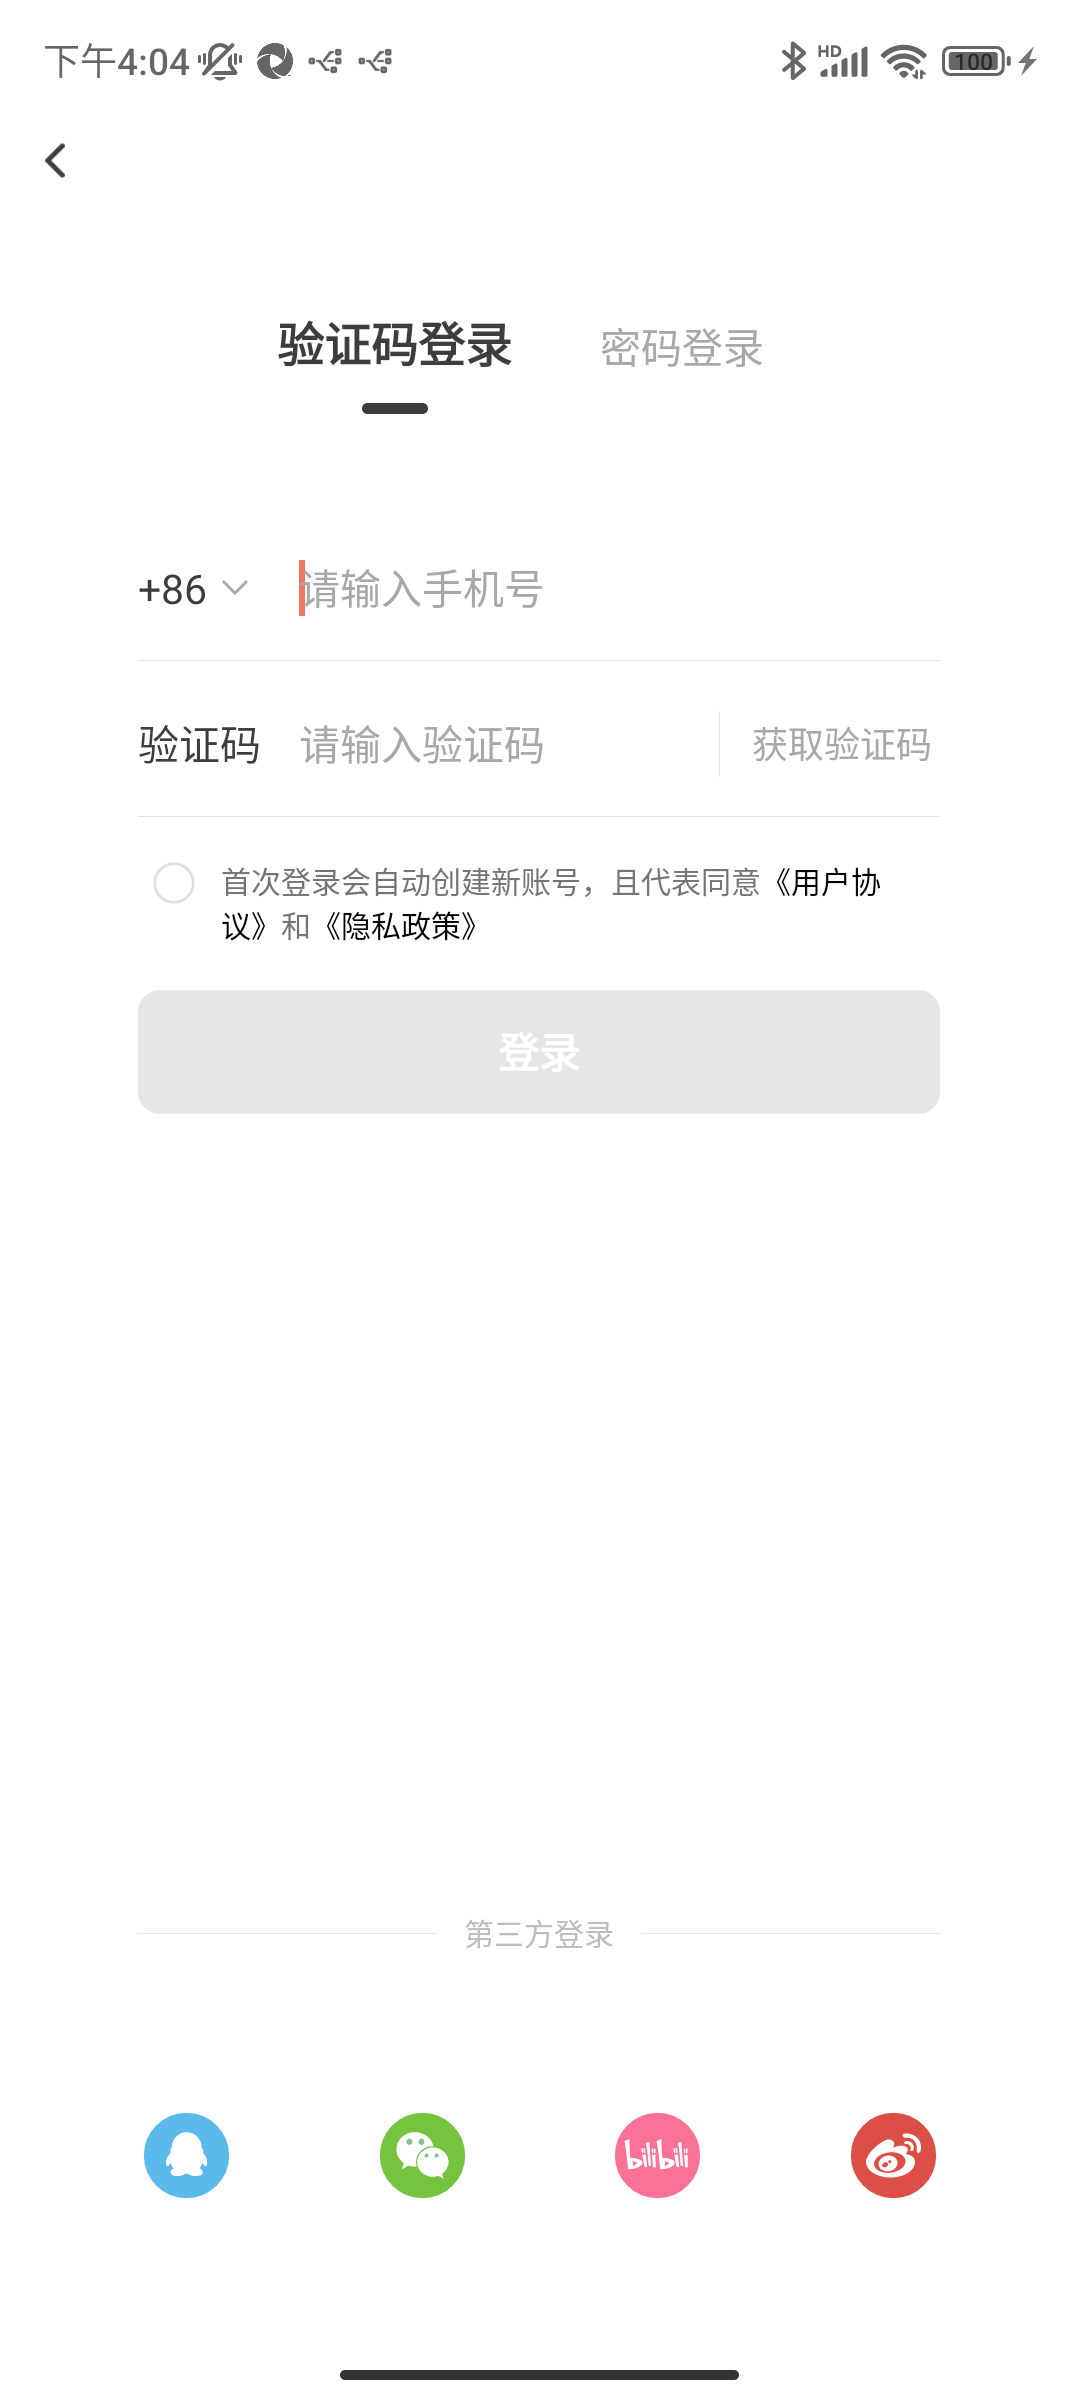 下午4:04
HD
100
验证码登录
密码登录
+86
请输入手机号
验证码
请输入验证码
获取验证码
首次登录会自动创建新账号，且代表同意《用户协
议》和《隐私政策》
登录
第三方登录
bilibili